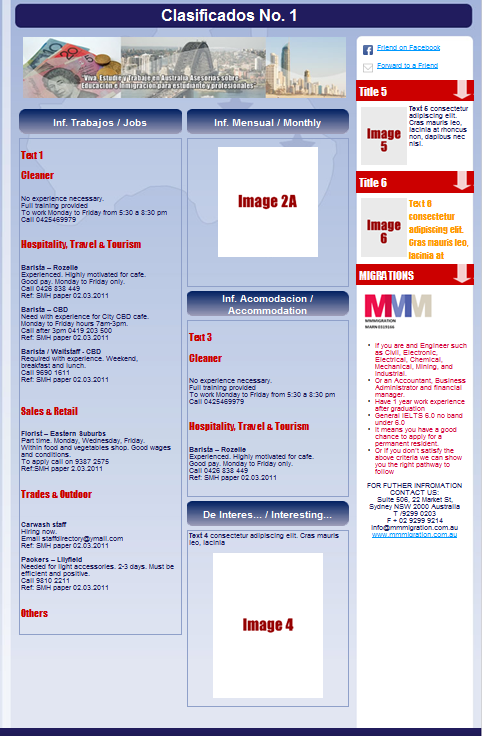 Clasificados No. 1
Viva, Estudie y Trabaje en Australia Asesorias sobre
Educacion e Inmigracion para estudiante y profesionales
Inf. Trabajos / Jobs
Text 1
Cleaner
No experience necessary.
Full training provided
To work Monday to Friday from 5:30 a 8:30 pm
Call 0425469979
Hospitality, Travel & Tourism
Barista – Rozelle
Experienced. Highly motivated for cafe.
Good pay. Monday to Friday only.
Call 0426 838 449
Ref: SMH paper 02.03.2011
Barista – CBD
Need with experience for City CBD cafe.
Monday to Friday hours 7am-3pm.
Call after 3pm 0419 203 500
Ref: SMH paper 02.03.2011
Barista / Waitstaff - CBD
Required with experience. Weekend,
breakfast and lunch.
Call 9690 1611
Ref: SMH paper 02.03.2011
Sales & Retail
Florist – Eastern Suburbs
Part time. Monday, Wednesday, Friday.
Within food and vegetables shop. Good wages
and conditions.
To apply call on 9387 2575
Ref:SMH paper 2.03.2011
Trades & Outdoor
Carwash staff
Hiring now.
Email staffdirectory@ymail.com
Ref: SMH paper 02.03.2011
Packers – Lilyfield
Needed for light accessories. 2-3 days. Must be
efficient and positive.
Call 9810 2211
Ref: SMH paper 02.03.2011
Others
Inf. Mensual / Monthly
Image 2A
Inf. Acomodacion /
Accommodation
Text 3
Cleaner
No experience necessary.
Full training provided
To work Monday to Friday from 5:30 a 8:30 pm
Call 0425469979
Hospitality, Travel & Tourism
Barista – Rozelle
Experienced. Highly motivated for cafe.
Good pay. Monday to Friday only.
Call 0426 838 449
Ref: SMH paper 02.03.2011
De Interes... / Interesting...
Text 4 consectetur adipiscing elit. Cras mauris
leo, lacinia
Image 4
Friend on Facebook
Forward to a Friend
Title 5
Image
5
Text 5 consectetur
adipiscing elit.
Cras mauris leo,
lacinia at rhoncus
non, dapibus nec
nisl.
Title 6
Image
6
Text 6
consectetur
adipiscing elit.
Cras mauris leo,
lacinia at
MIGRATIONS
MMM
MMMIGRATION
MARN 0319166
• If you are and Engineer such
as Civil, Electronic,
Electrical, Chemical,
Mechanical, Mining, and
Industrial.
• Or an Accountant, Business
Administrator and financial
manager.
• Have 1 year work experience
after graduation
• General IELTS 6.0 no band
under 6.0
• It means you have a good
chance to apply for a
permanent resident.
• Or if you don't satisfy the
above criteria we can show
you the right pathway to
follow
FOR FUTHER INFROMATION
CONTACT US:
Suite 506, 22 Market St,
Sydney NSW 2000 Australia
T /9299 0203
F + 02 9299 9214
info@mmmigration.com.au
www.mmmigration.com.au